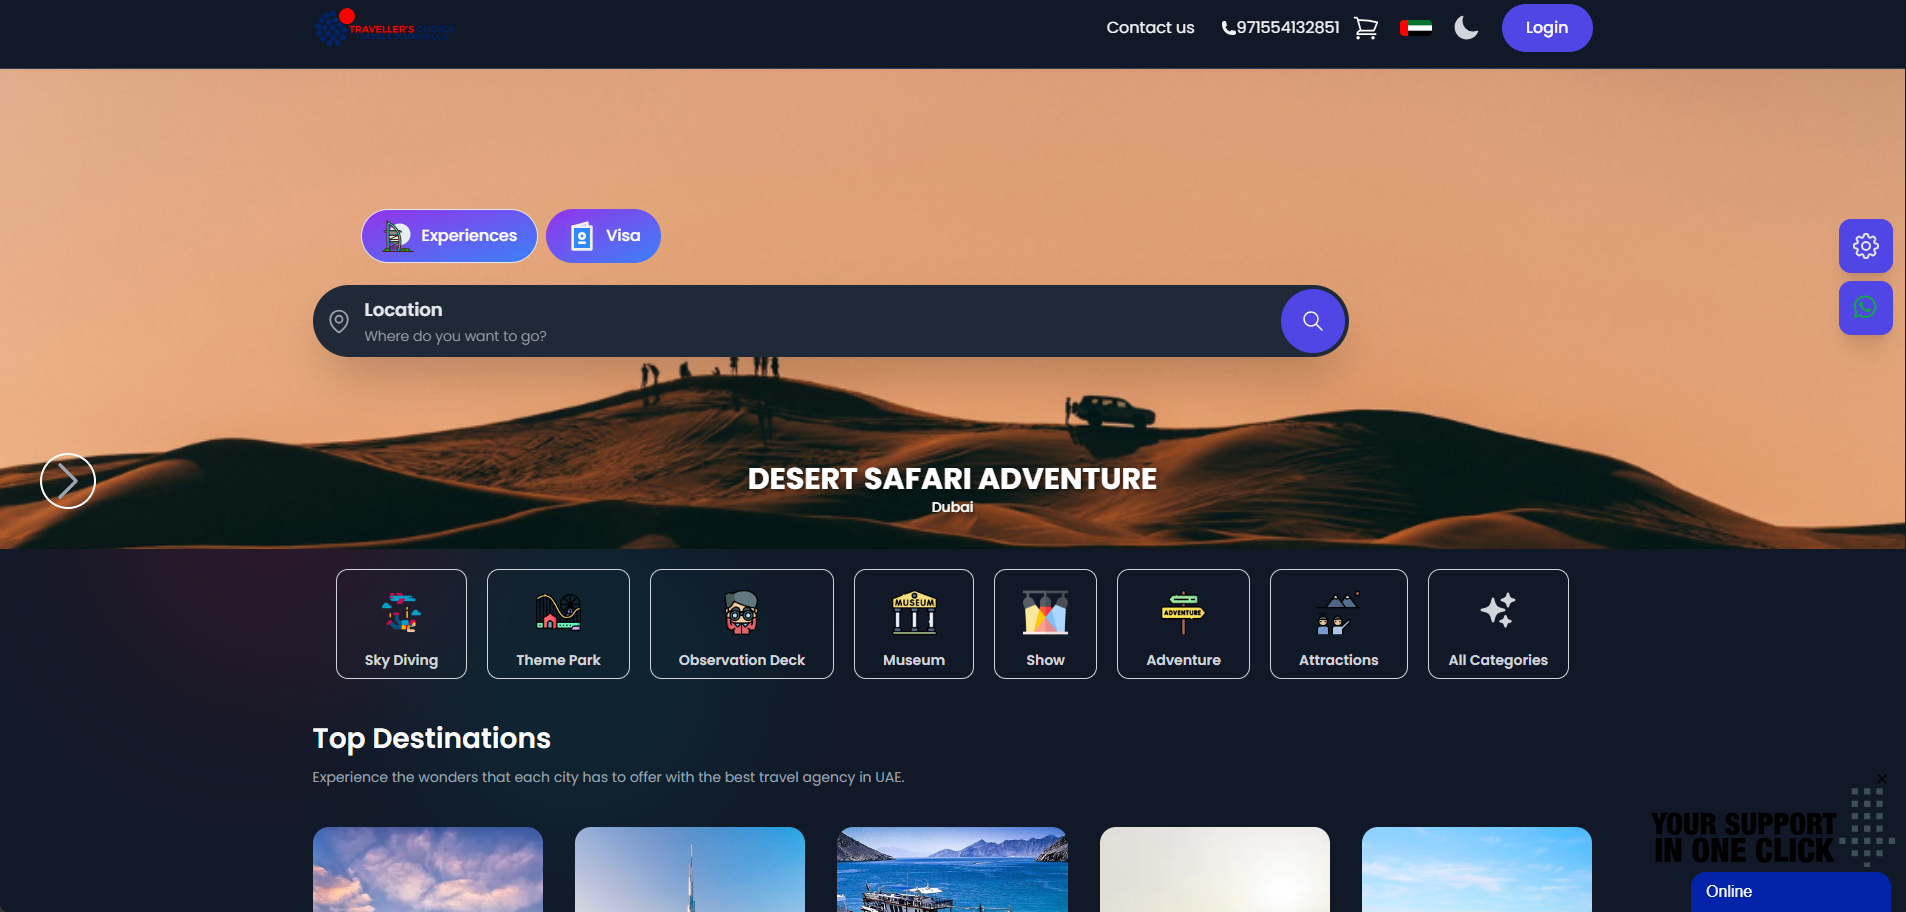 TRAVELLER'S CHOICE
Contact us
971554132851
Login
Experiences
Visa
Location
Where do you want to go?
DESERT SAFARI ADVENTURE
Dubai
MUSEUM
ADVENTURE
Sky Diving
Theme Park
Observation Deck
Museum
Show
Adventure
Attractions
All Categories
Top Destinations
Experience the wonders that each city has to offer with the best travel agency in UAE.
YOUR SUPPORT
IN ONE CLICK
Online